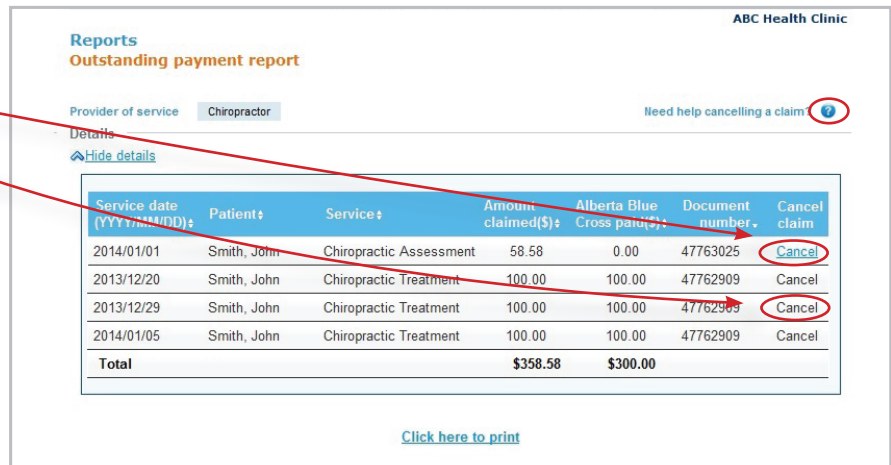 ABC Health Clinic
Reports
Outstanding payment report
Provider of service Chiropractor Need help cancelling a claim? ?
Details
Hide details
Service date (YYYY/MM/DD) Patient Service Amount claimed($) Alberta Blue Cross paid($) Document number Cancel claim
2014/01/01 Smith, John Chiropractic Assessment 58.58 0.00 47763025 Cancel
2013/12/20 Smith, John Chiropractic Treatment 100.00 100.00 47762909 Cancel
2013/12/29 Smith, John Chiropractic Treatment 100.00 100.00 47762909 Cancel
2014/01/05 Smith, John Chiropractic Treatment 100.00 100.00 47762909 Cancel
Total $358.58 $300.00
Click here to print